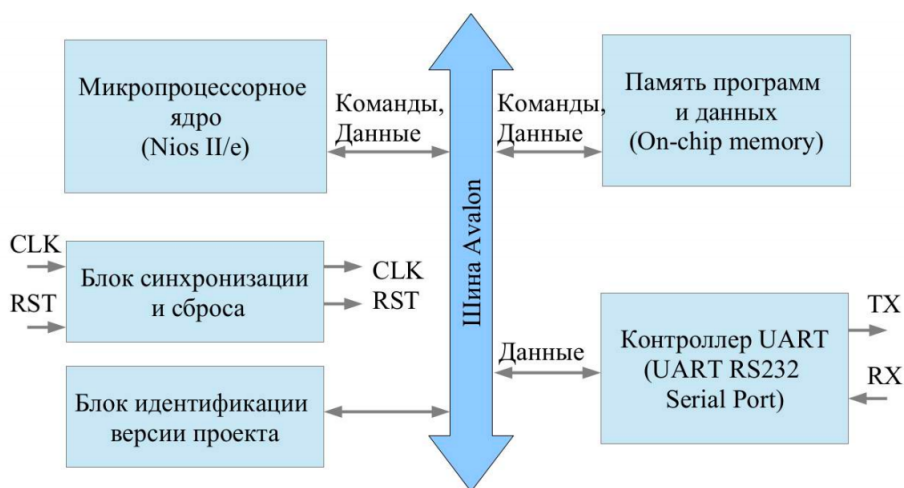 Микропроцессорное
ядро
(Nios II/e)
Команды,
Данные
Команды,
Данные
Память программ
и данных
(On-chip memory)
Шина Avalon
CLK
RST
Блок синхронизации
и сброса
CLK
RST
Данные
Контроллер UART
(UART RS232
Serial Port)
TX
RX
Блок идентификации
версии проекта